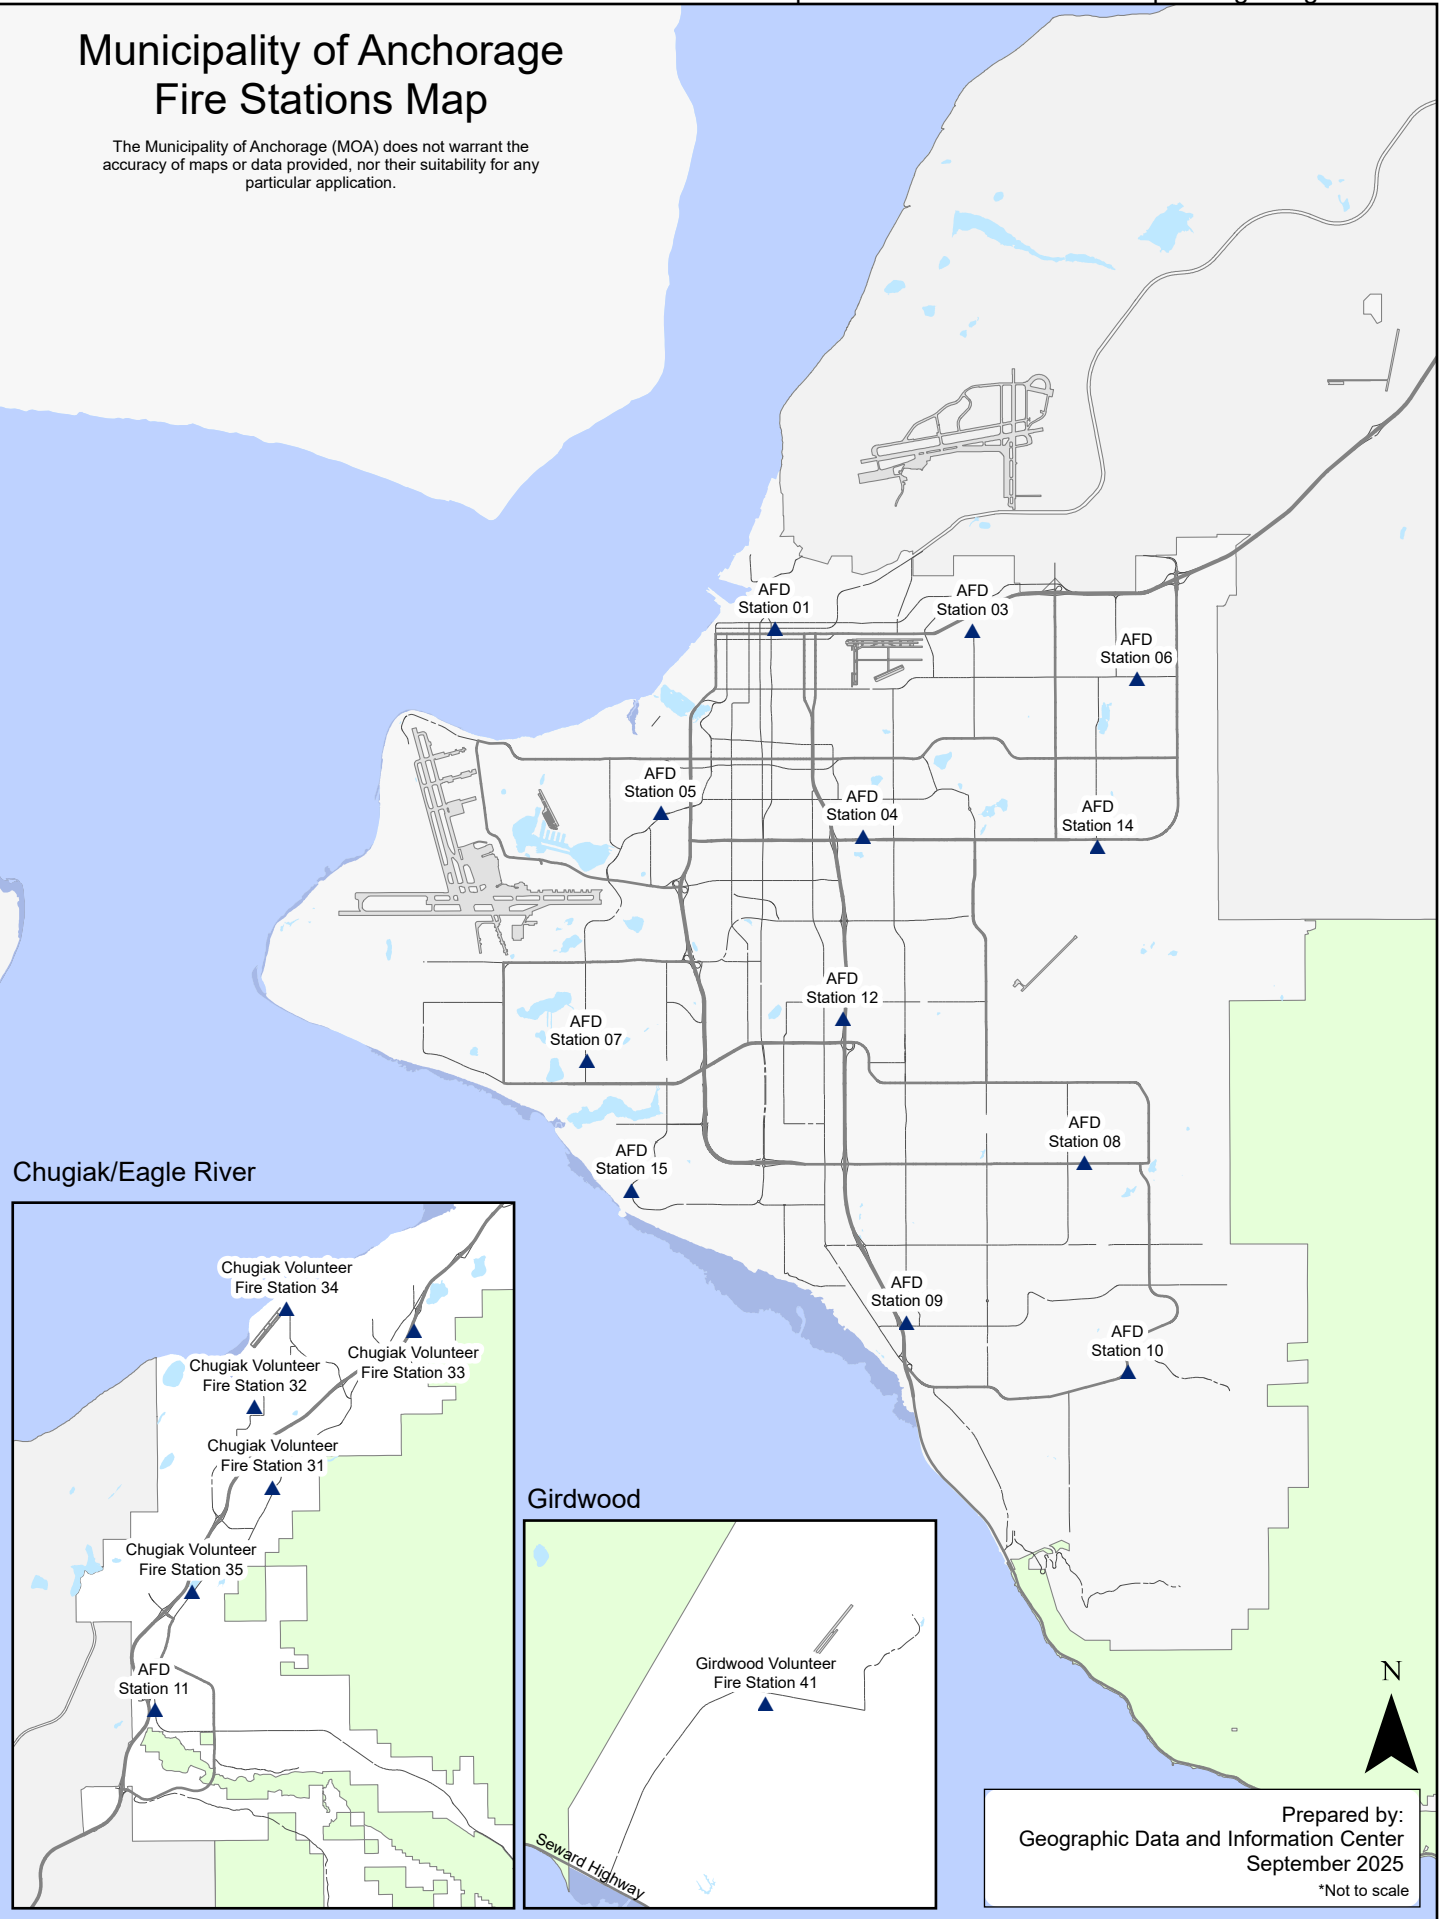 Municipality of Anchorage
Fire Stations Map
The Municipality of Anchorage (MOA) does not warrant the
accuracy of maps or data provided, nor their suitability for any
particular application.
AFD
Station 01
AFD
Station 03
AFD
Station 06
AFD
Station 05
AFD
Station 04
AFD
Station 14
AFD
Station 12
AFD
Station 07
AFD
Station 08
AFD
Station 15
AFD
Station 09
AFD
Station 10
Chugiak/Eagle River
Chugiak Volunteer
Fire Station 34
Chugiak Volunteer
Fire Station 33
Chugiak Volunteer
Fire Station 32
Chugiak Volunteer
Fire Station 31
Chugiak Volunteer
Fire Station 35
AFD
Station 11
Girdwood
Girdwood Volunteer
Fire Station 41
Seward Highway
N
Prepared by:
Geographic Data and Information Center
September 2025
*Not to scale